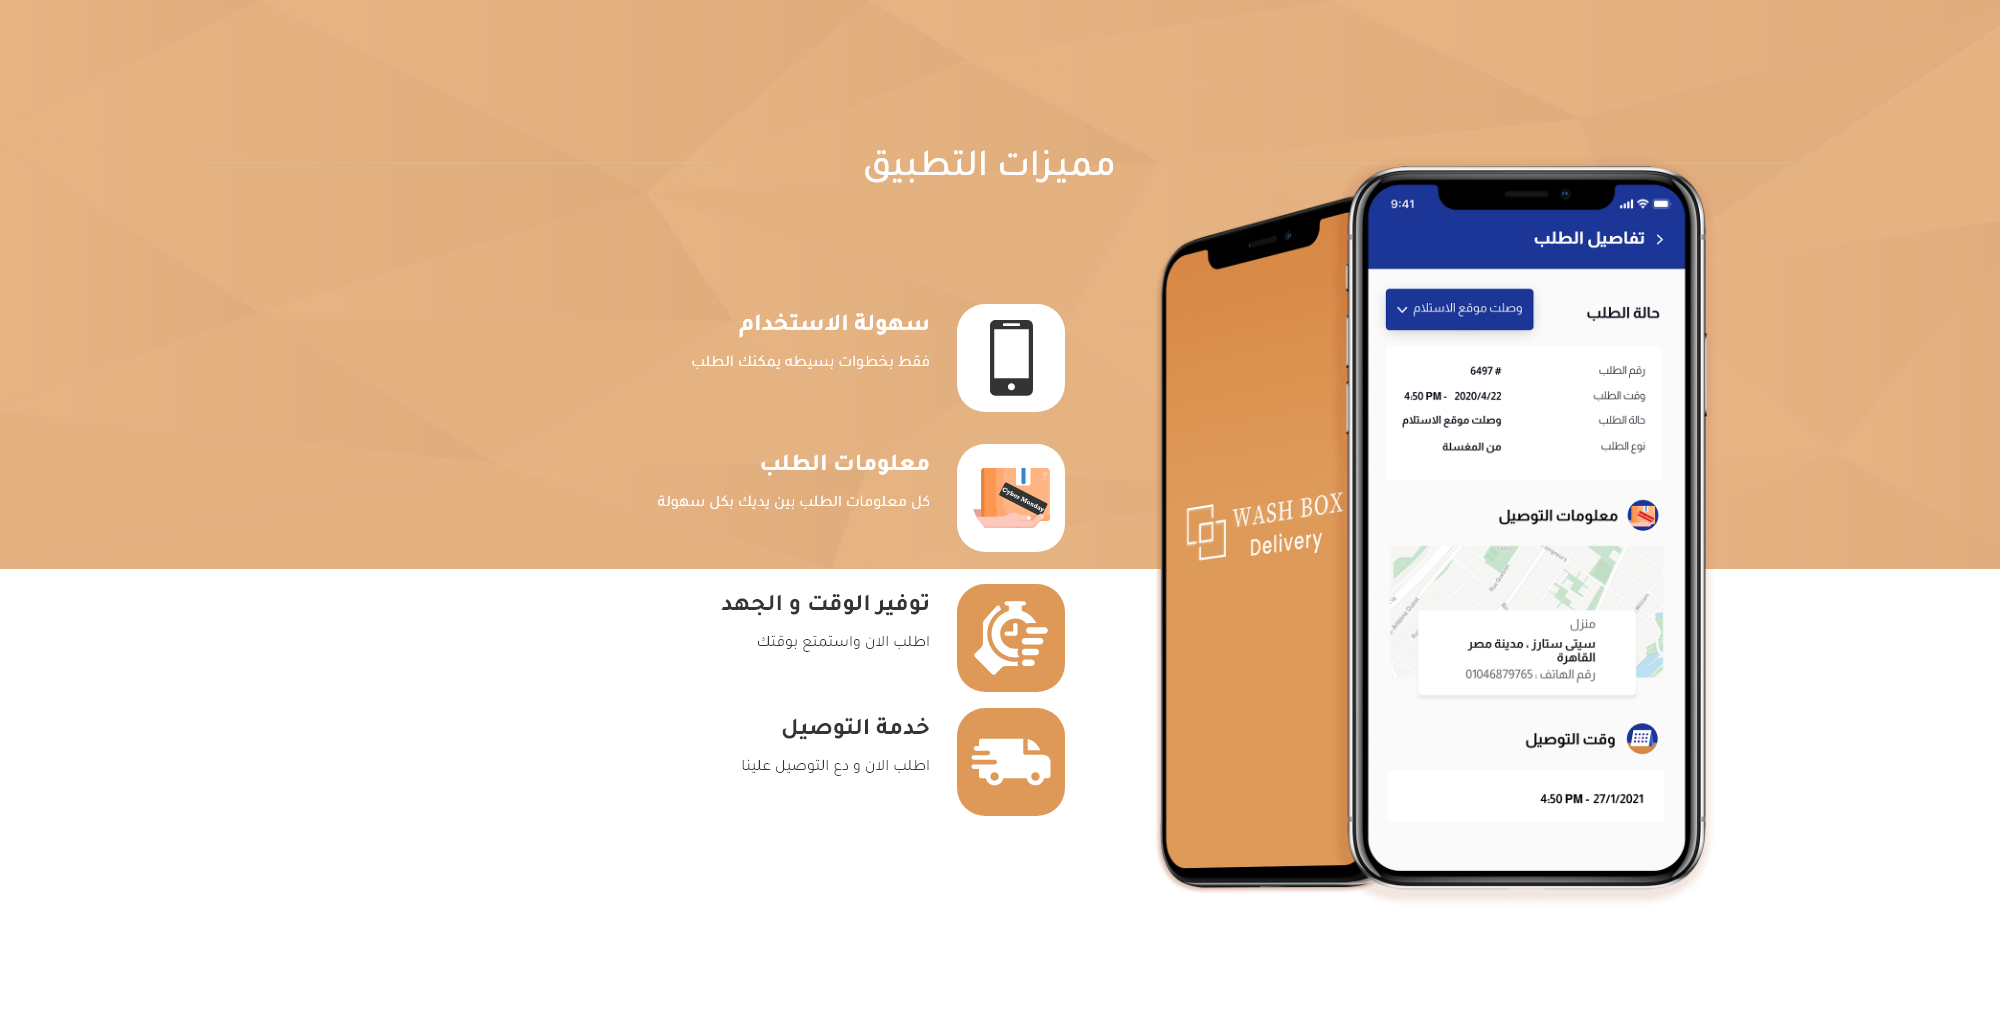 مميزات التطبيق
سهولة الاستخدام
فقط بخطوات بسيطه يمكنك الطلب
معلومات الطلب
كل معلومات الطلب بين يديك بكل سهولة
Cyber Monday
توفير الوقت و الجهد
اطلب الان واستمتع بوقتك
خدمة التوصيل
اطلب الان و دع التوصيل علينا
WASH BOX
Delivery
9:41
تفاصيل الطلب
حالة الطلب
وصلت موقع الاستلام
رقم الطلب
6497 #
وقت الطلب
4:50 PM - 2020/4/22
حالة الطلب
وصلت موقع الاستلام
نوع الطلب
من المغسلة
معلومات التوصيل
منزل
سيتى ستارز ، مدينة مصر
القاهرة
رقم الهاتف : 01046879765
وقت التوصيل
4:50 PM - 27/1/2021